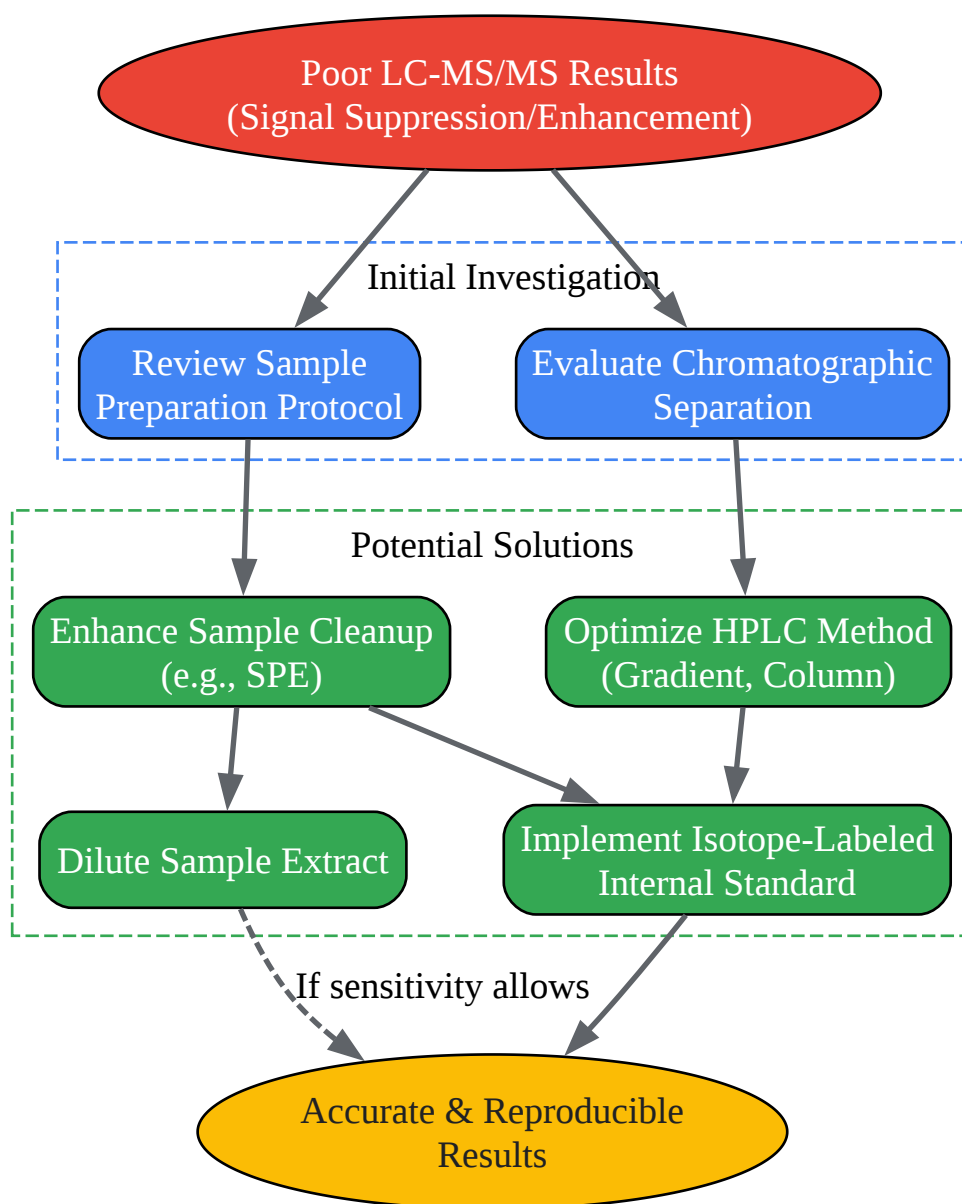 Poor LC-MS/MS Results
(Signal Suppression/Enhancement)
Initial Investigation
Review Sample
Preparation Protocol
Evaluate Chromatographic
Separation
Potential Solutions
Enhance Sample Cleanup
(e.g., SPE)
Optimize HPLC Method
(Gradient, Column)
Dilute Sample Extract
Implement Isotope-Labeled
Internal Standard
If sensitivity allows
Accurate & Reproducible
Results